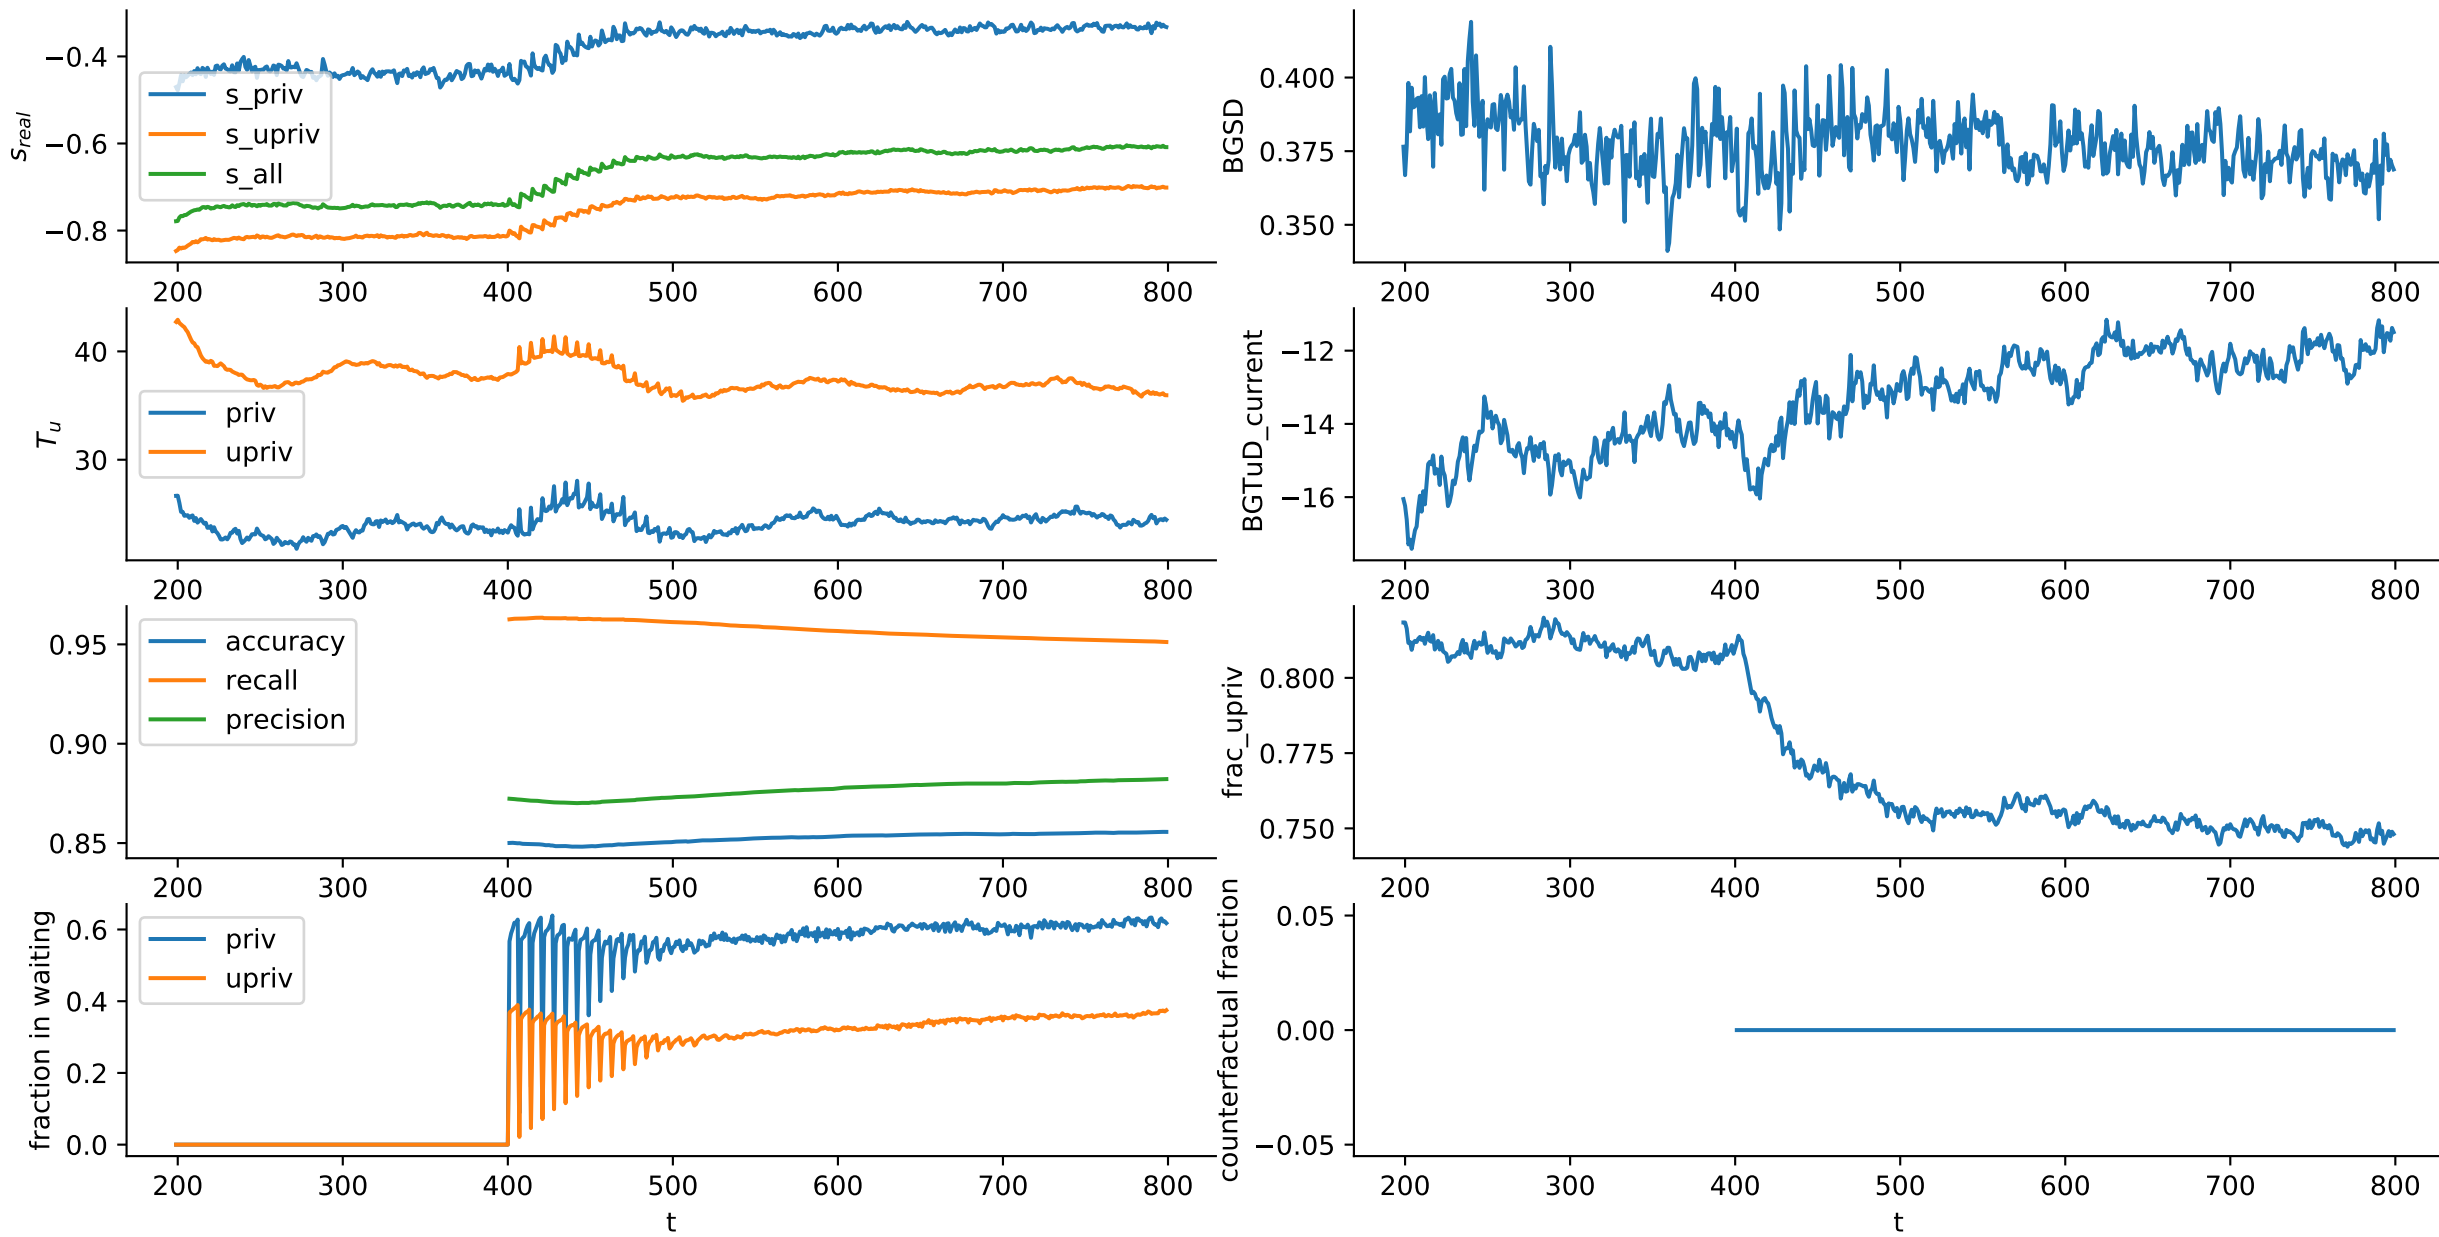 s_real
−0.4
−0.6
−0.8
s_priv
s_upriv
s_all
200 300 400 500 600 700 800
BGSD
0.400
0.375
0.350
200 300 400 500 600 700 800
T_u
40
30
priv
upriv
200 300 400 500 600 700 800
BGTuD_current
−12
−14
−16
200 300 400 500 600 700 800
0.95
0.90
0.85
accuracy
recall
precision
200 300 400 500 600 700 800
frac_upriv
0.800
0.775
0.750
200 300 400 500 600 700 800
fraction in waiting
0.6
0.4
0.2
0.0
priv
upriv
200 300 400 500 600 700 800
t
counterfactual fraction
0.05
0.00
−0.05
200 300 400 500 600 700 800
t